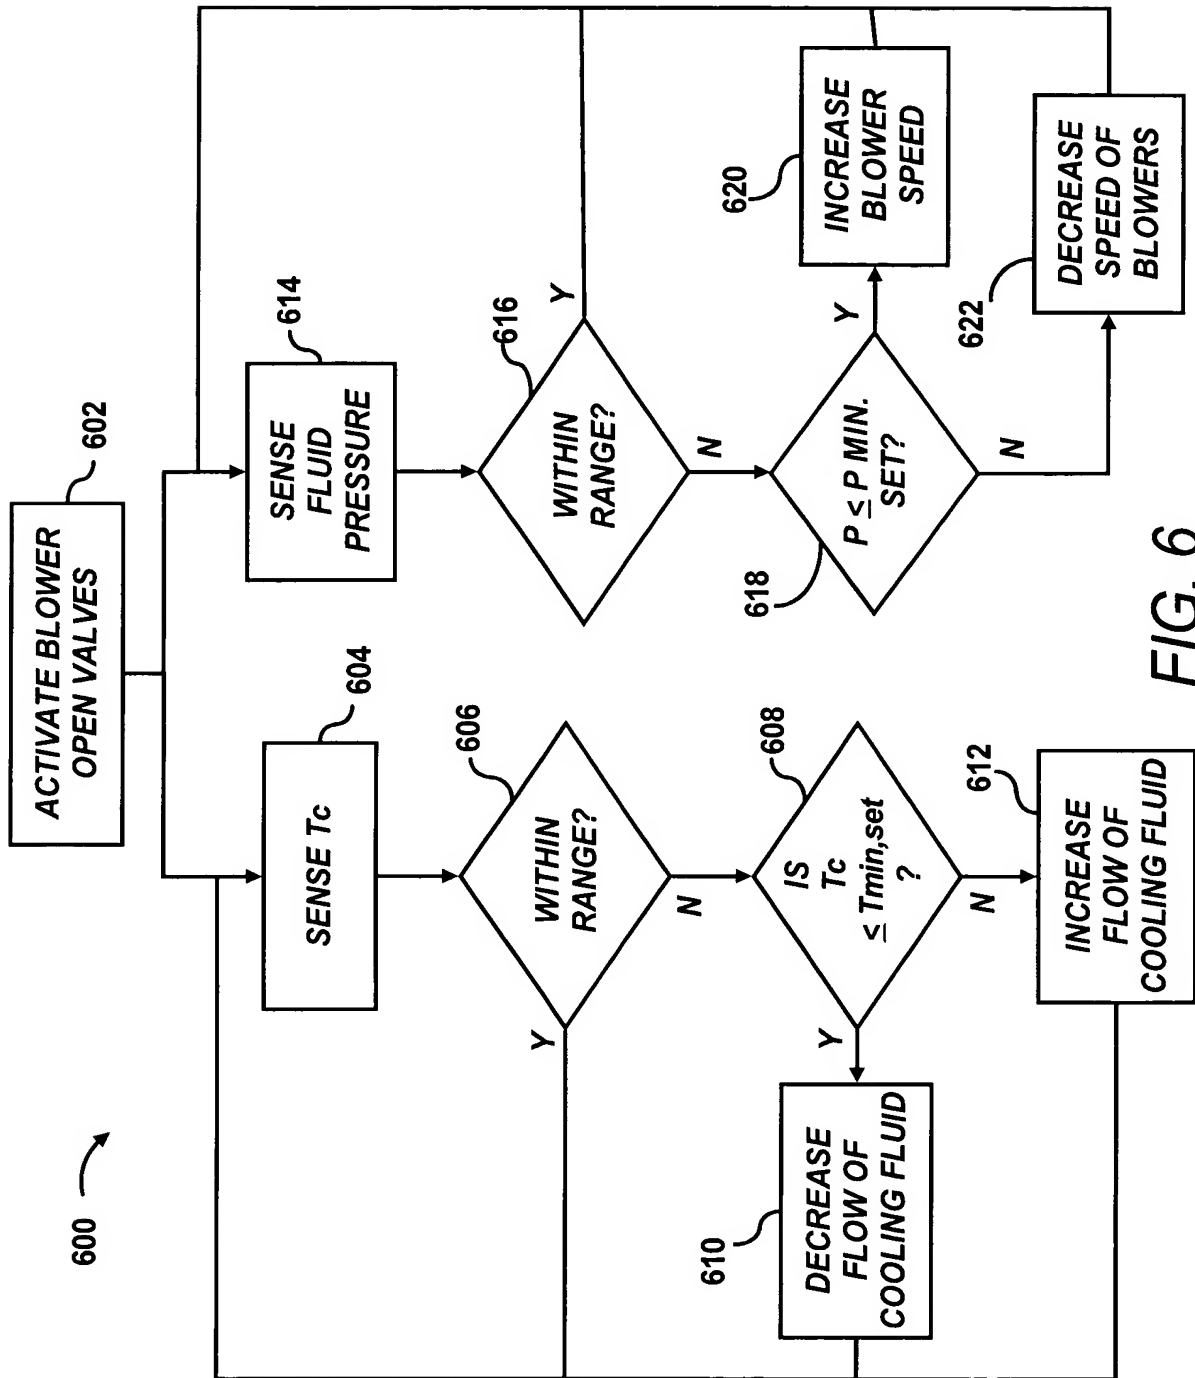 600
ACTIVATE BLOWER
OPEN VALVES
602
SENSE Tc
604
WITHIN
RANGE?
606
Y
N
IS
Tc
≤ Tmin,set
?
608
Y
N
DECREASE
FLOW OF
COOLING FLUID
610
INCREASE
FLOW OF
COOLING FLUID
612
SENSE
FLUID
PRESSURE
614
WITHIN
RANGE?
616
Y
N
P ≤ P MIN.
SET?
618
Y
N
INCREASE
BLOWER
SPEED
620
DECREASE
SPEED OF
BLOWERS
622
FIG. 6